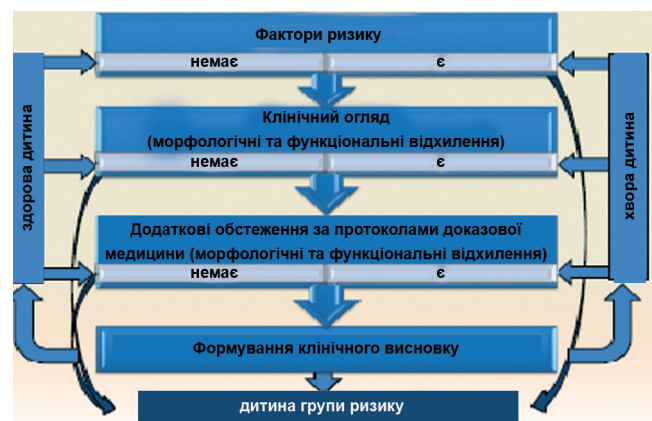 Фактори ризику
немає є
Клінічний огляд
(морфологічні та функціональні відхилення)
немає є
Додаткові обстеження за протоколами доказової
медицини (морфологічні та функціональні відхилення)
немає є
Формування клінічного висновку
дитина групи ризику
здорова дитина
хвора дитина